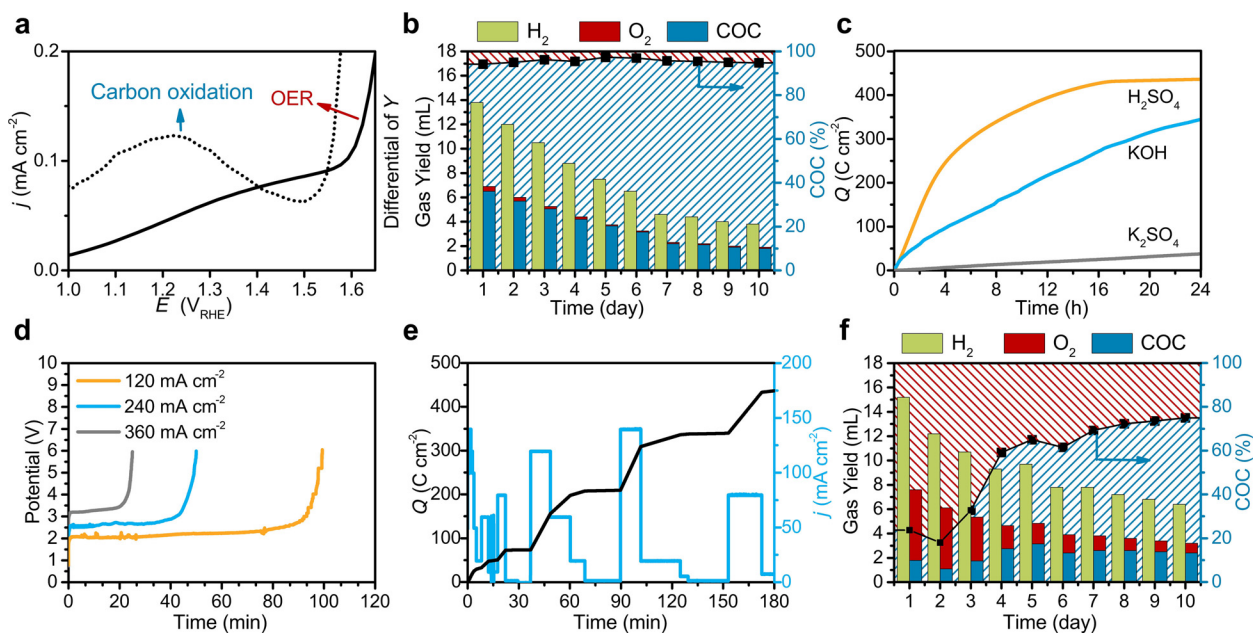 a
0.2
0.1
0.0
j (mA cm⁻²)
Carbon oxidation
OER
1.0 1.1 1.2 1.3 1.4 1.5 1.6
E (V_RHE)
b
H₂ O₂ COC
18
16
14
12
10
8
6
4
2
0
Differential of Y
Gas Yield (mL)
100
80
60
40
20
0
COC (%)
1 2 3 4 5 6 7 8 9 10
Time (day)
c
500
400
300
200
100
0
Q (C cm⁻²)
H₂SO₄
KOH
K₂SO₄
0 4 8 12 16 20 24
Time (h)
d
10
9
8
7
6
5
4
3
2
1
0
Potential (V)
120 mA cm⁻²
240 mA cm⁻²
360 mA cm⁻²
0 20 40 60 80 100 120
Time (min)
e
500
400
300
200
100
0
Q (C cm⁻²)
200
150
100
50
0
j (mA cm⁻²)
0 30 60 90 120 150 180
Time (min)
f
H₂ O₂ COC
18
16
14
12
10
8
6
4
2
0
Gas Yield (mL)
100
80
60
40
20
0
COC (%)
1 2 3 4 5 6 7 8 9 10
Time (day)